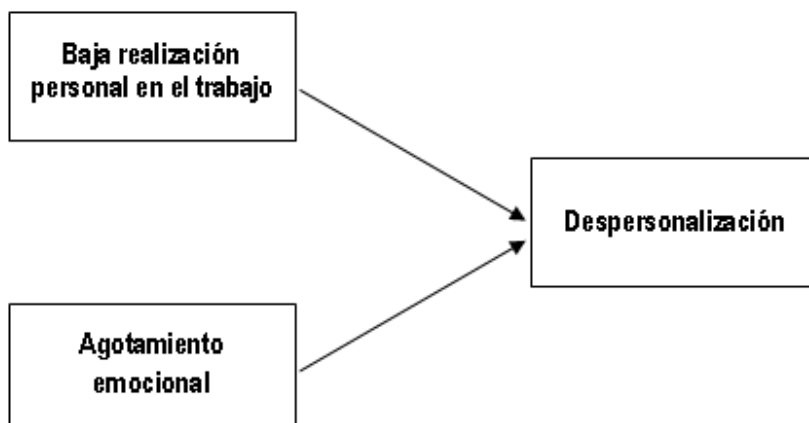 Baja realización
personal en el trabajo
Despersonalización
Agotamiento
emocional